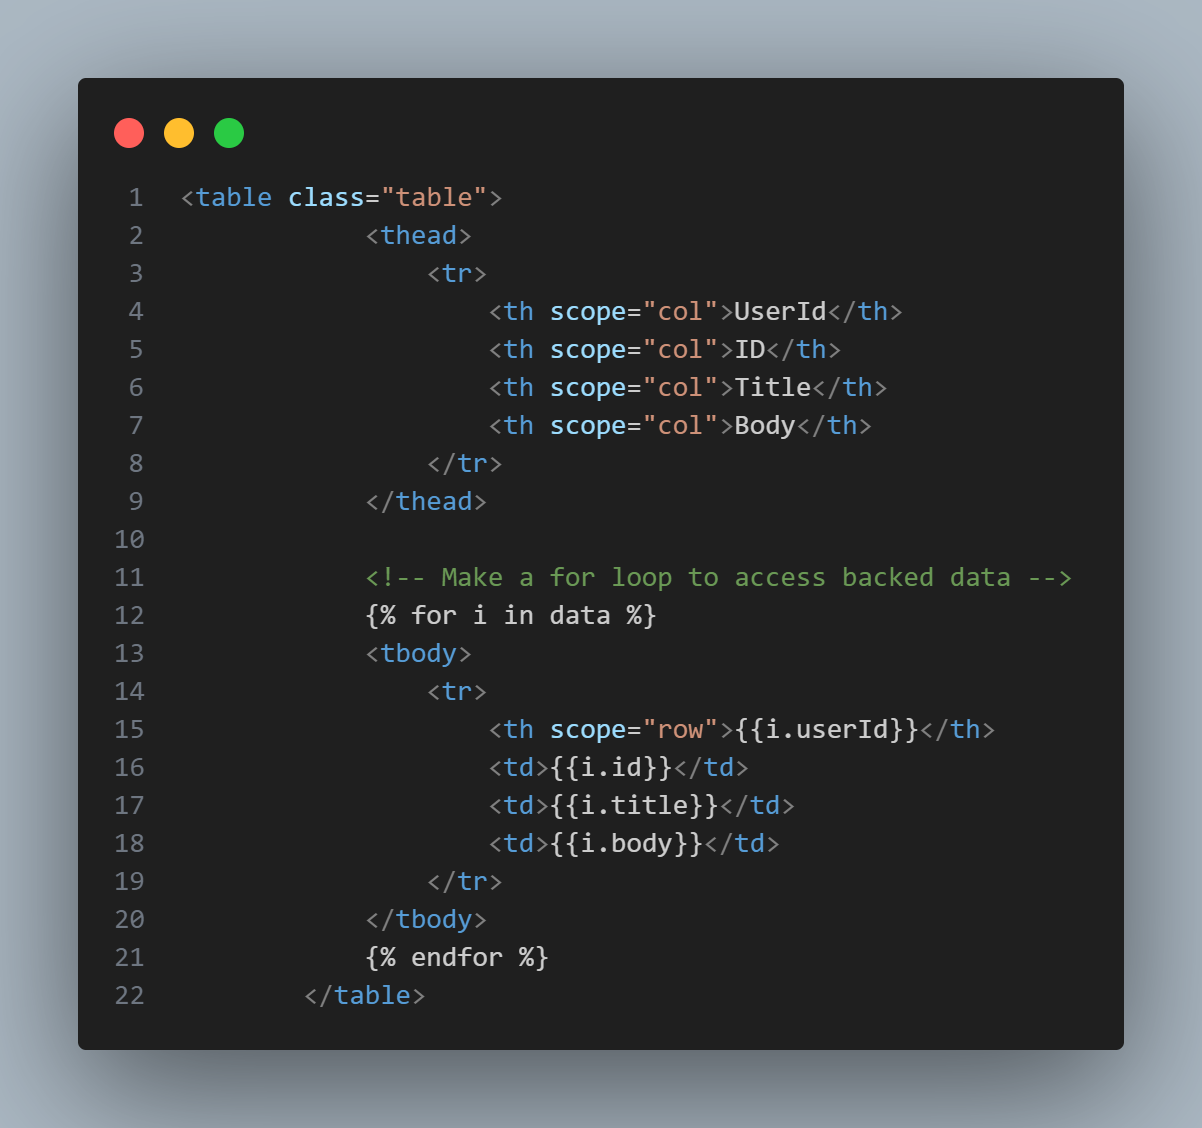 1 <table class="table">
2 <thead>
3 <tr>
4 <th scope="col">UserId</th>
5 <th scope="col">ID</th>
6 <th scope="col">Title</th>
7 <th scope="col">Body</th>
8 </tr>
9 </thead>
10
11 <!-- Make a for loop to access backed data -->
12 {% for i in data %}
13 <tbody>
14 <tr>
15 <th scope="row">{{i.userId}}</th>
16 <td>{{i.id}}</td>
17 <td>{{i.title}}</td>
18 <td>{{i.body}}</td>
19 </tr>
20 </tbody>
21 {% endfor %}
22 </table>